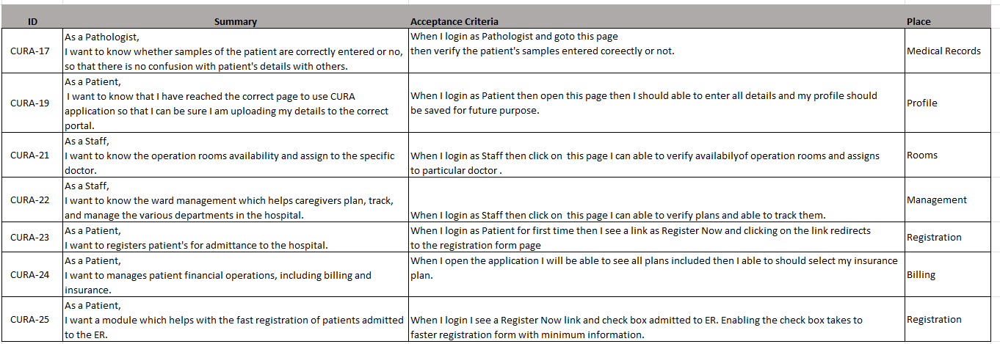 ID Summary Acceptance Criteria Place
CURA-17
As a Pathologist,
I want to know whether samples of the patient are correctly entered or no,
so that there is no confusion with patient's details with others.
When I login as Pathologist and goto this page
then verify the patient's samples entered coreectly or not.
Medical Records
CURA-19
As a Patient,
I want to know that I have reached the correct page to use CURA
application so that I can be sure I am uploading my details to the correct
portal.
When I login as Patient then open this page then I should able to enter all details and my profile should
be saved for future purpose.
Profile
CURA-21
As a Staff,
I want to know the operation rooms availability and assign to the specific
doctor.
When I login as Staff then click on  this page I can able to verify availabilyof operation rooms and assigns
to particular doctor .
Rooms
CURA-22
As a Staff,
I want to know the ward management which helps caregivers plan, track,
and manage the various departments in the hospital.
When I login as Staff then click on  this page I can able to verify plans and able to track them.
Management
CURA-23
As a Patient,
I want to registers patient's for admittance to the hospital.
When I login as Patient for first time then I see a link as Register Now and clicking on the link redirects
to the registration form page
Registration
CURA-24
As a Patient,
I want to manages patient financial operations, including billing and
insurance.
When I open the application I will be able to see all plans included then I able to should select my insurance
plan.
Billing
CURA-25
As a Patient,
I want a module which helps with the fast registration of patients admitted
to the ER.
When I login I see a Register Now link and check box admitted to ER. Enabling the check box takes to
faster registration form with minimum information.
Registration